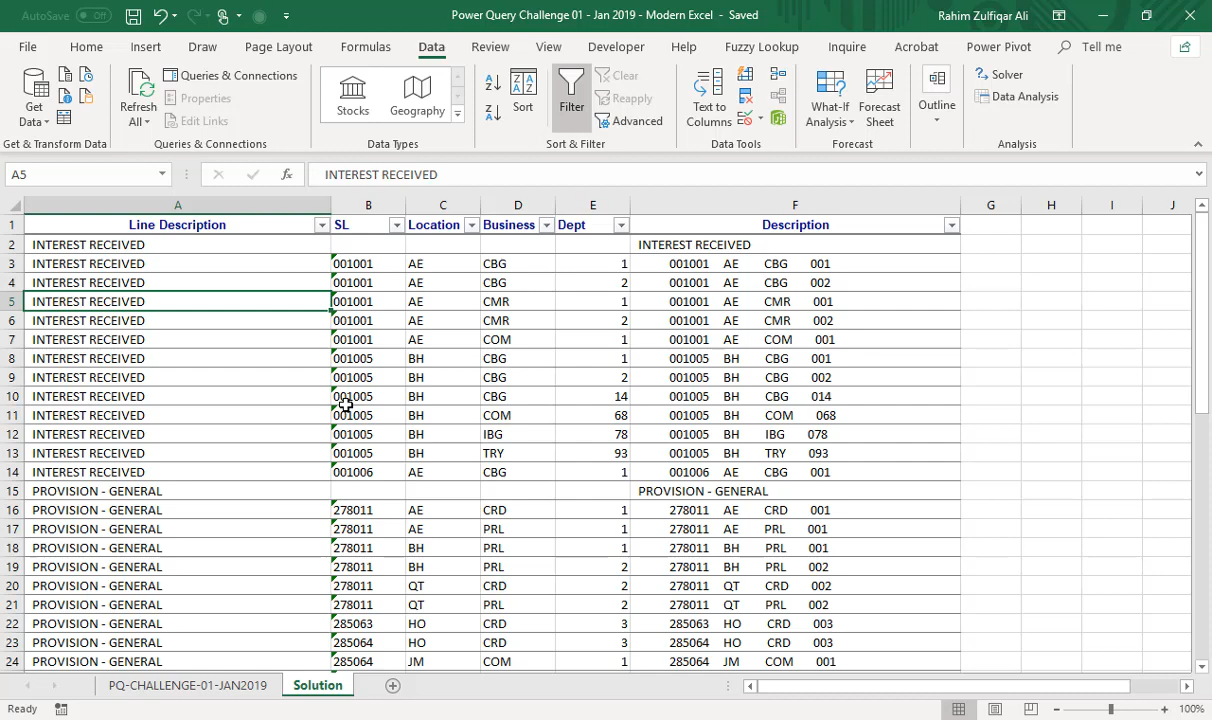 AutoSave Off Power Query Challenge 01 - Jan 2019 - Modern Excel - Saved Rahim Zulfiqar Ali
File Home Insert Draw Page Layout Formulas Data Review View Developer Help Fuzzy Lookup Inquire Acrobat Power Pivot Tell me
Get Data
Refresh All
Queries & Connections
Properties
Edit Links
Stocks Geography
Sort
Filter
Clear
Reapply
Advanced
Text to Columns
What-If Analysis
Forecast Sheet
Outline
Solver
Data Analysis
Get & Transform Data Queries & Connections Data Types Sort & Filter Data Tools Forecast Analysis
A5 fx INTEREST RECEIVED
A B C D E F G H I J
1 Line Description SL Location Business Dept Description
2 INTEREST RECEIVED INTEREST RECEIVED
3 INTEREST RECEIVED 001001 AE CBG 1 001001 AE CBG 001
4 INTEREST RECEIVED 001001 AE CBG 2 001001 AE CBG 002
5 INTEREST RECEIVED 001001 AE CMR 1 001001 AE CMR 001
6 INTEREST RECEIVED 001001 AE CMR 2 001001 AE CMR 002
7 INTEREST RECEIVED 001001 AE COM 1 001001 AE COM 001
8 INTEREST RECEIVED 001005 BH CBG 1 001005 BH CBG 001
9 INTEREST RECEIVED 001005 BH CBG 2 001005 BH CBG 002
10 INTEREST RECEIVED 001005 BH CBG 14 001005 BH CBG 014
11 INTEREST RECEIVED 001005 BH COM 68 001005 BH COM 068
12 INTEREST RECEIVED 001005 BH IBG 78 001005 BH IBG 078
13 INTEREST RECEIVED 001005 BH TRY 93 001005 BH TRY 093
14 INTEREST RECEIVED 001006 AE CBG 1 001006 AE CBG 001
15 PROVISION - GENERAL PROVISION - GENERAL
16 PROVISION - GENERAL 278011 AE CRD 1 278011 AE CRD 001
17 PROVISION - GENERAL 278011 AE PRL 1 278011 AE PRL 001
18 PROVISION - GENERAL 278011 BH PRL 1 278011 BH PRL 001
19 PROVISION - GENERAL 278011 BH PRL 2 278011 BH PRL 002
20 PROVISION - GENERAL 278011 QT CRD 2 278011 QT CRD 002
21 PROVISION - GENERAL 278011 QT PRL 2 278011 QT PRL 002
22 PROVISION - GENERAL 285063 HO CRD 3 285063 HO CRD 003
23 PROVISION - GENERAL 285064 HO CRD 3 285064 HO CRD 003
24 PROVISION - GENERAL 285064 JM COM 1 285064 JM COM 001
PQ-CHALLENGE-01-JAN2019 Solution
Ready 100%